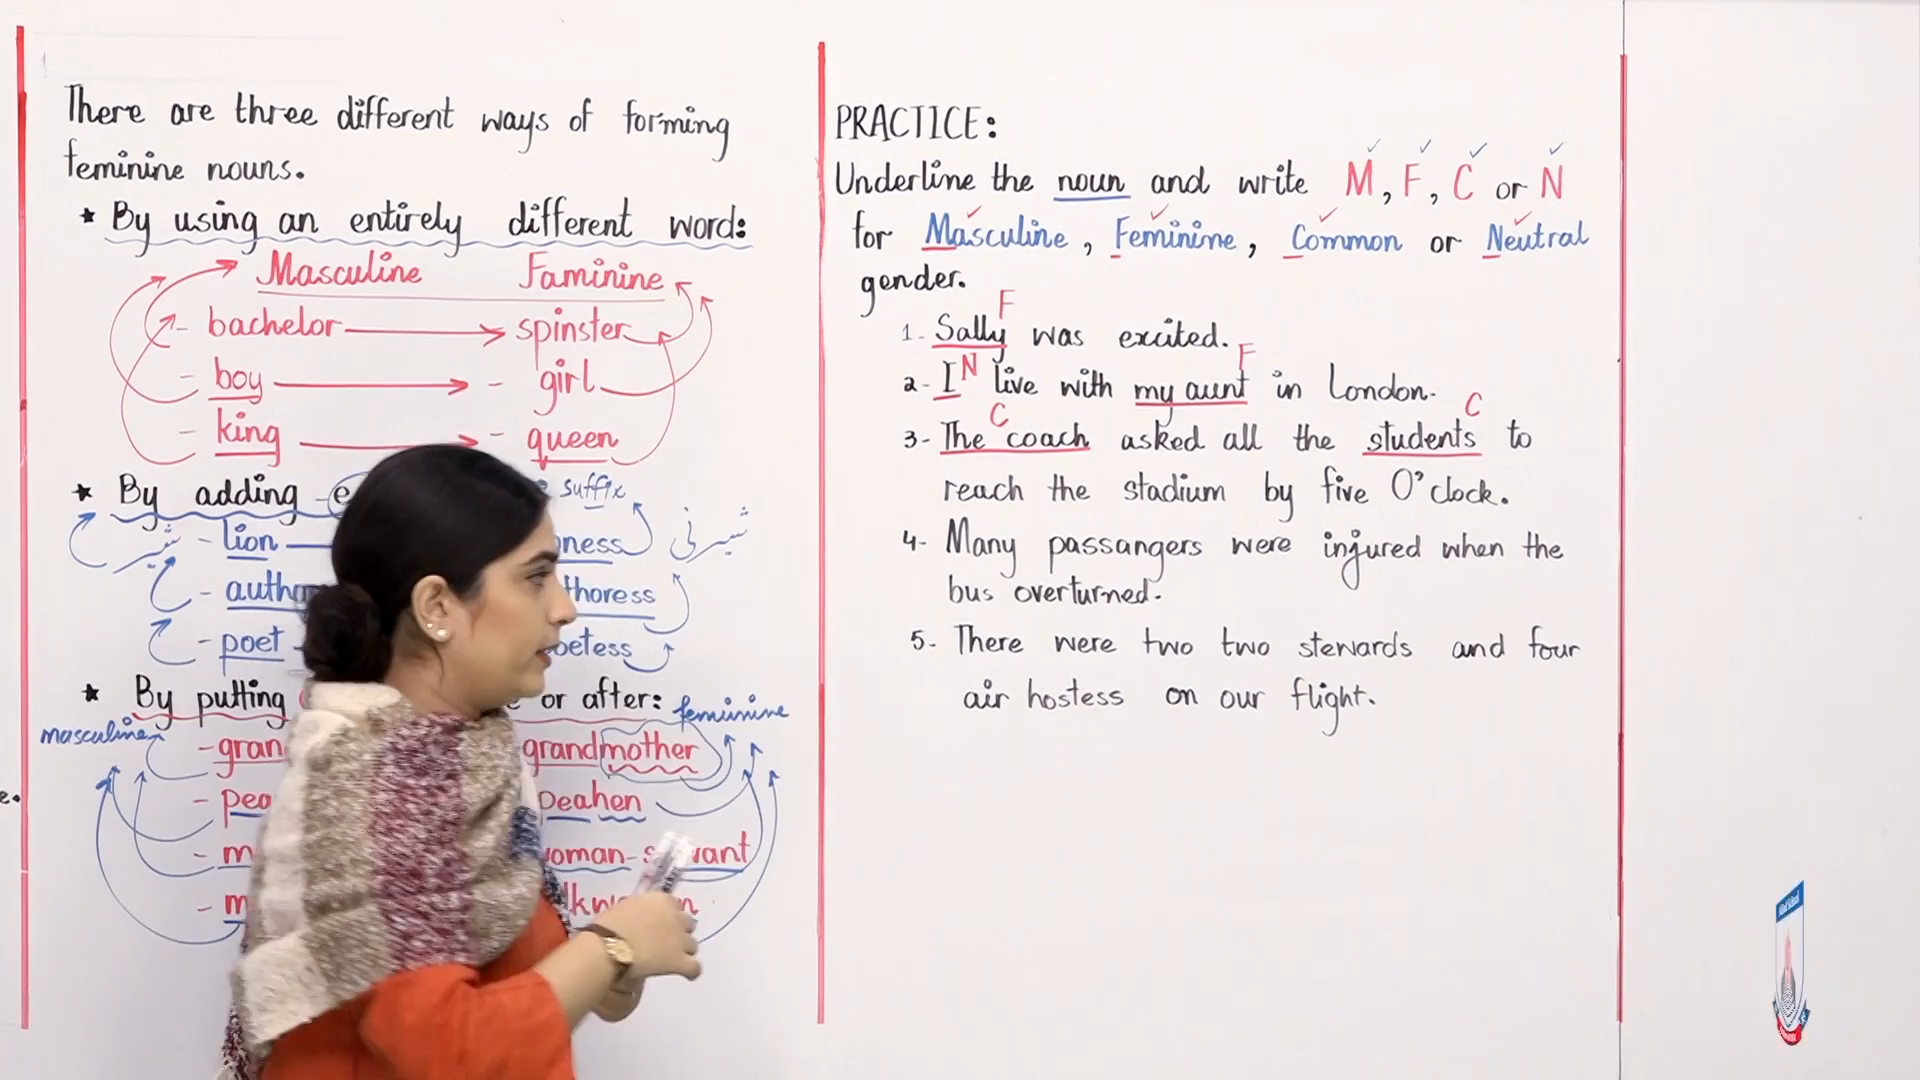 There are three different ways of forming
feminine nouns.
★ By using an entirely different word:
Masculine Faminine
- bachelor → spinster
- boy → - girl
- king → - queen
★ By adding e suffix
شیر - lion oness شیرنی
- autho thoress
- poet oetess
★ By putting or after:
masculine feminine
- gran grandmother
- pea peahen
- m woman-servant
- m
PRACTICE:
Underline the noun and write M, F, C or N
for Masculine, Feminine, Common or Neutral
gender.
F
1- Sally was excited.
N F
2- I live with my aunt in London.
C C
3- The coach asked all the students to
reach the stadium by five O'clock.
4- Many passangers were injured when the
bus overturned.
5- There were two two stewards and four
air hostess on our flight.
e.